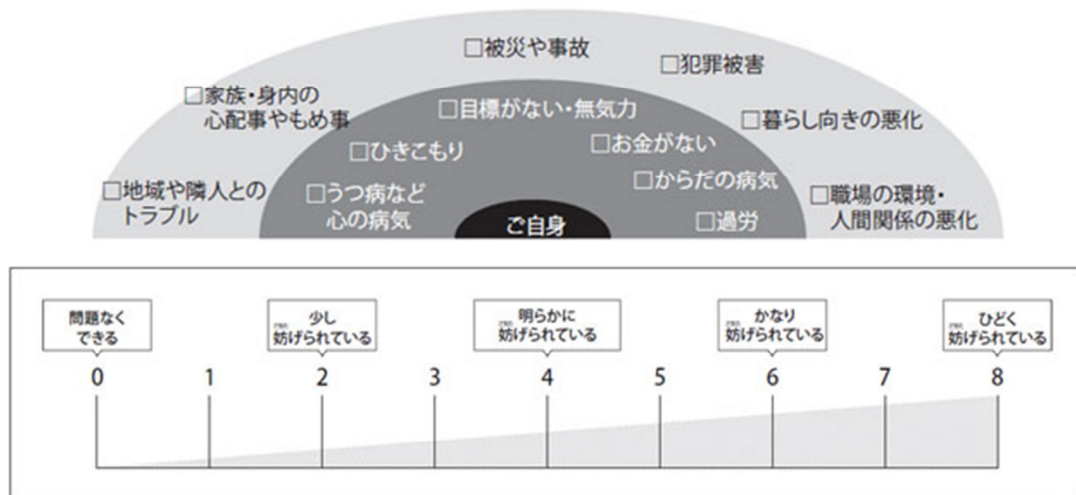 □被災や事故
□犯罪被害
□家族・身内の
心配事やもめ事
□目標がない・無気力
□暮らし向きの悪化
□ひきこもり
□お金がない
□地域や隣人との
トラブル
□うつ病など
心の病気
□からだの病気
□職場の環境・
人間関係の悪化
ご自身
□過労
問題なく
できる
少し
妨げられている
明らかに
妨げられている
かなり
妨げられている
ひどく
妨げられている
0 1 2 3 4 5 6 7 8